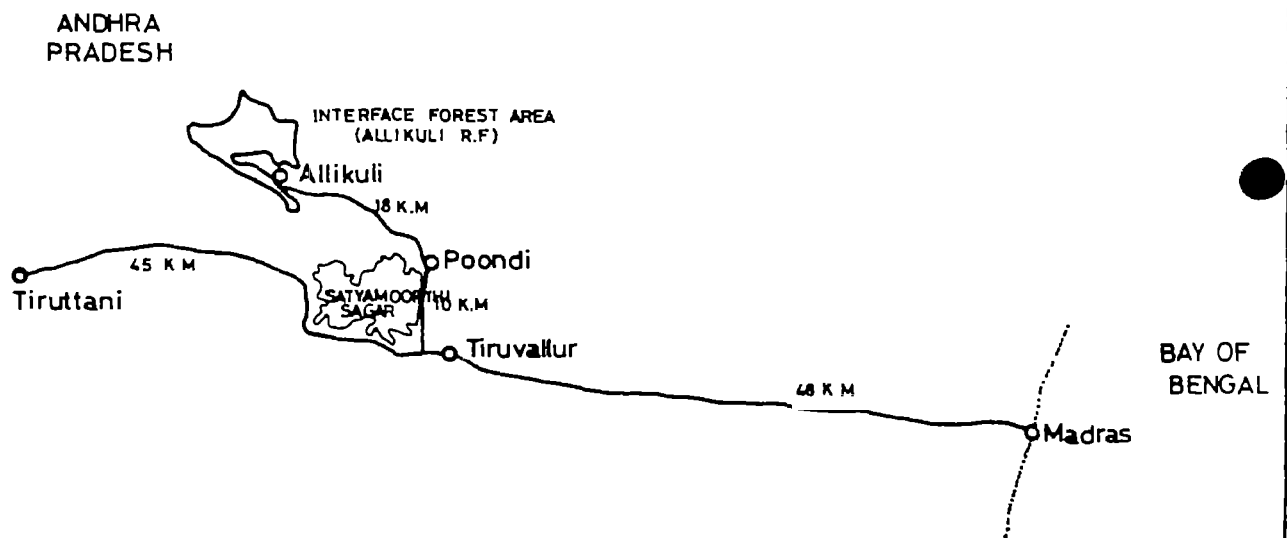 ANDHRA
PRADESH
INTERFACE FOREST AREA
(ALLIKULI R.F)
Allikuli
18 K.M
Poondi
45 K M
Tiruttani
SATYAMOORTHI
SAGAR
10 K.M
Tiruvallur
48 K M
BAY OF
BENGAL
Madras